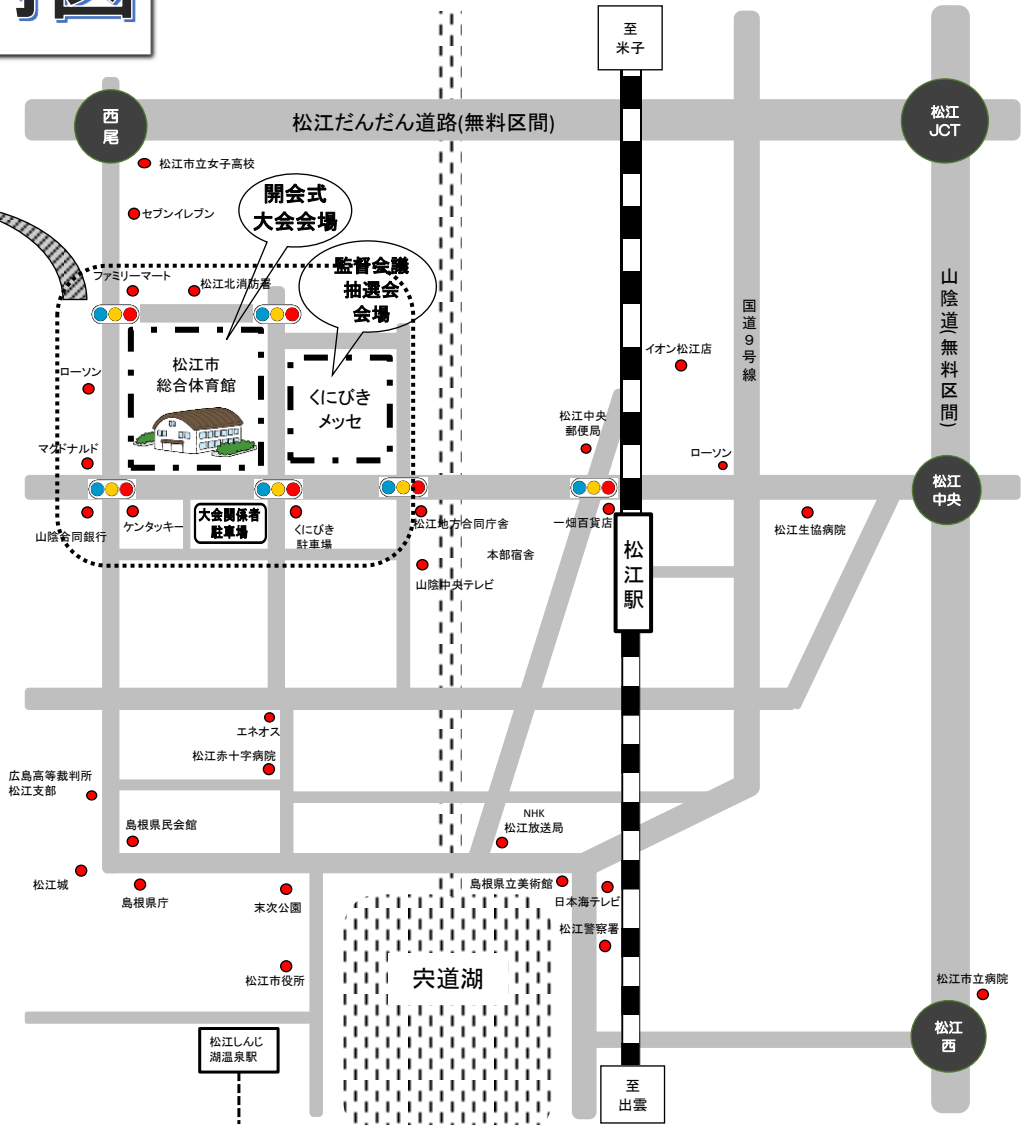 図
至
米子
西
尾
松江だんだん道路(無料区間)
松江
JCT
松江市立女子高校
セブンイレブン
開会式
大会会場
監督会議
抽選会
会場
ファミリーマート
松江北消防署
山陰道(無料区間)
国道9号線
松江市
総合体育館
ローソン
くにびき
メッセ
イオン松江店
松江中央
郵便局
マクドナルド
ローソン
松江
中央
山陰合同銀行
ケンタッキー
大会関係者
駐車場
くにびき
駐車場
松江地方合同庁舎
一畑百貨店
松江生協病院
本部宿舎
松江駅
山陰中央テレビ
エネオス
松江赤十字病院
広島高等裁判所
松江支部
島根県民会館
NHK
松江放送局
松江城
島根県庁
末次公園
島根県立美術館
日本海テレビ
松江警察署
松江市役所
宍道湖
松江市立病院
松江しんじ
湖温泉駅
松江
西
至
出雲